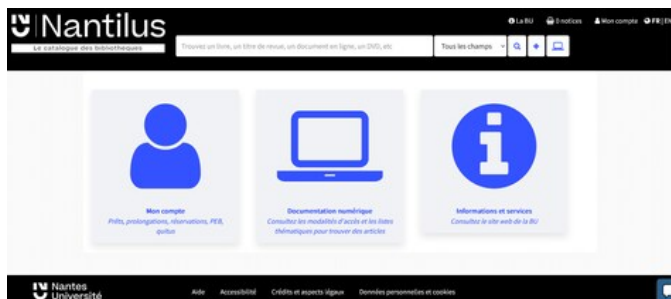 Nantilus
Le catalogue des bibliothèques
La BU 0 notices Mon compte FR|EN
Trouvez un livre, un titre de revue, un document en ligne, un DVD, etc
Tous les champs
Mon compte
Prêts, prolongations, réservations, PEB,
quitus
Documentation numérique
Consultez les modalités d'accès et les listes
thématiques pour trouver des articles
Informations et services
Consultez le site web de la BU
Nantes
Université
Aide Accessibilité Crédits et aspects légaux Données personnelles et cookies